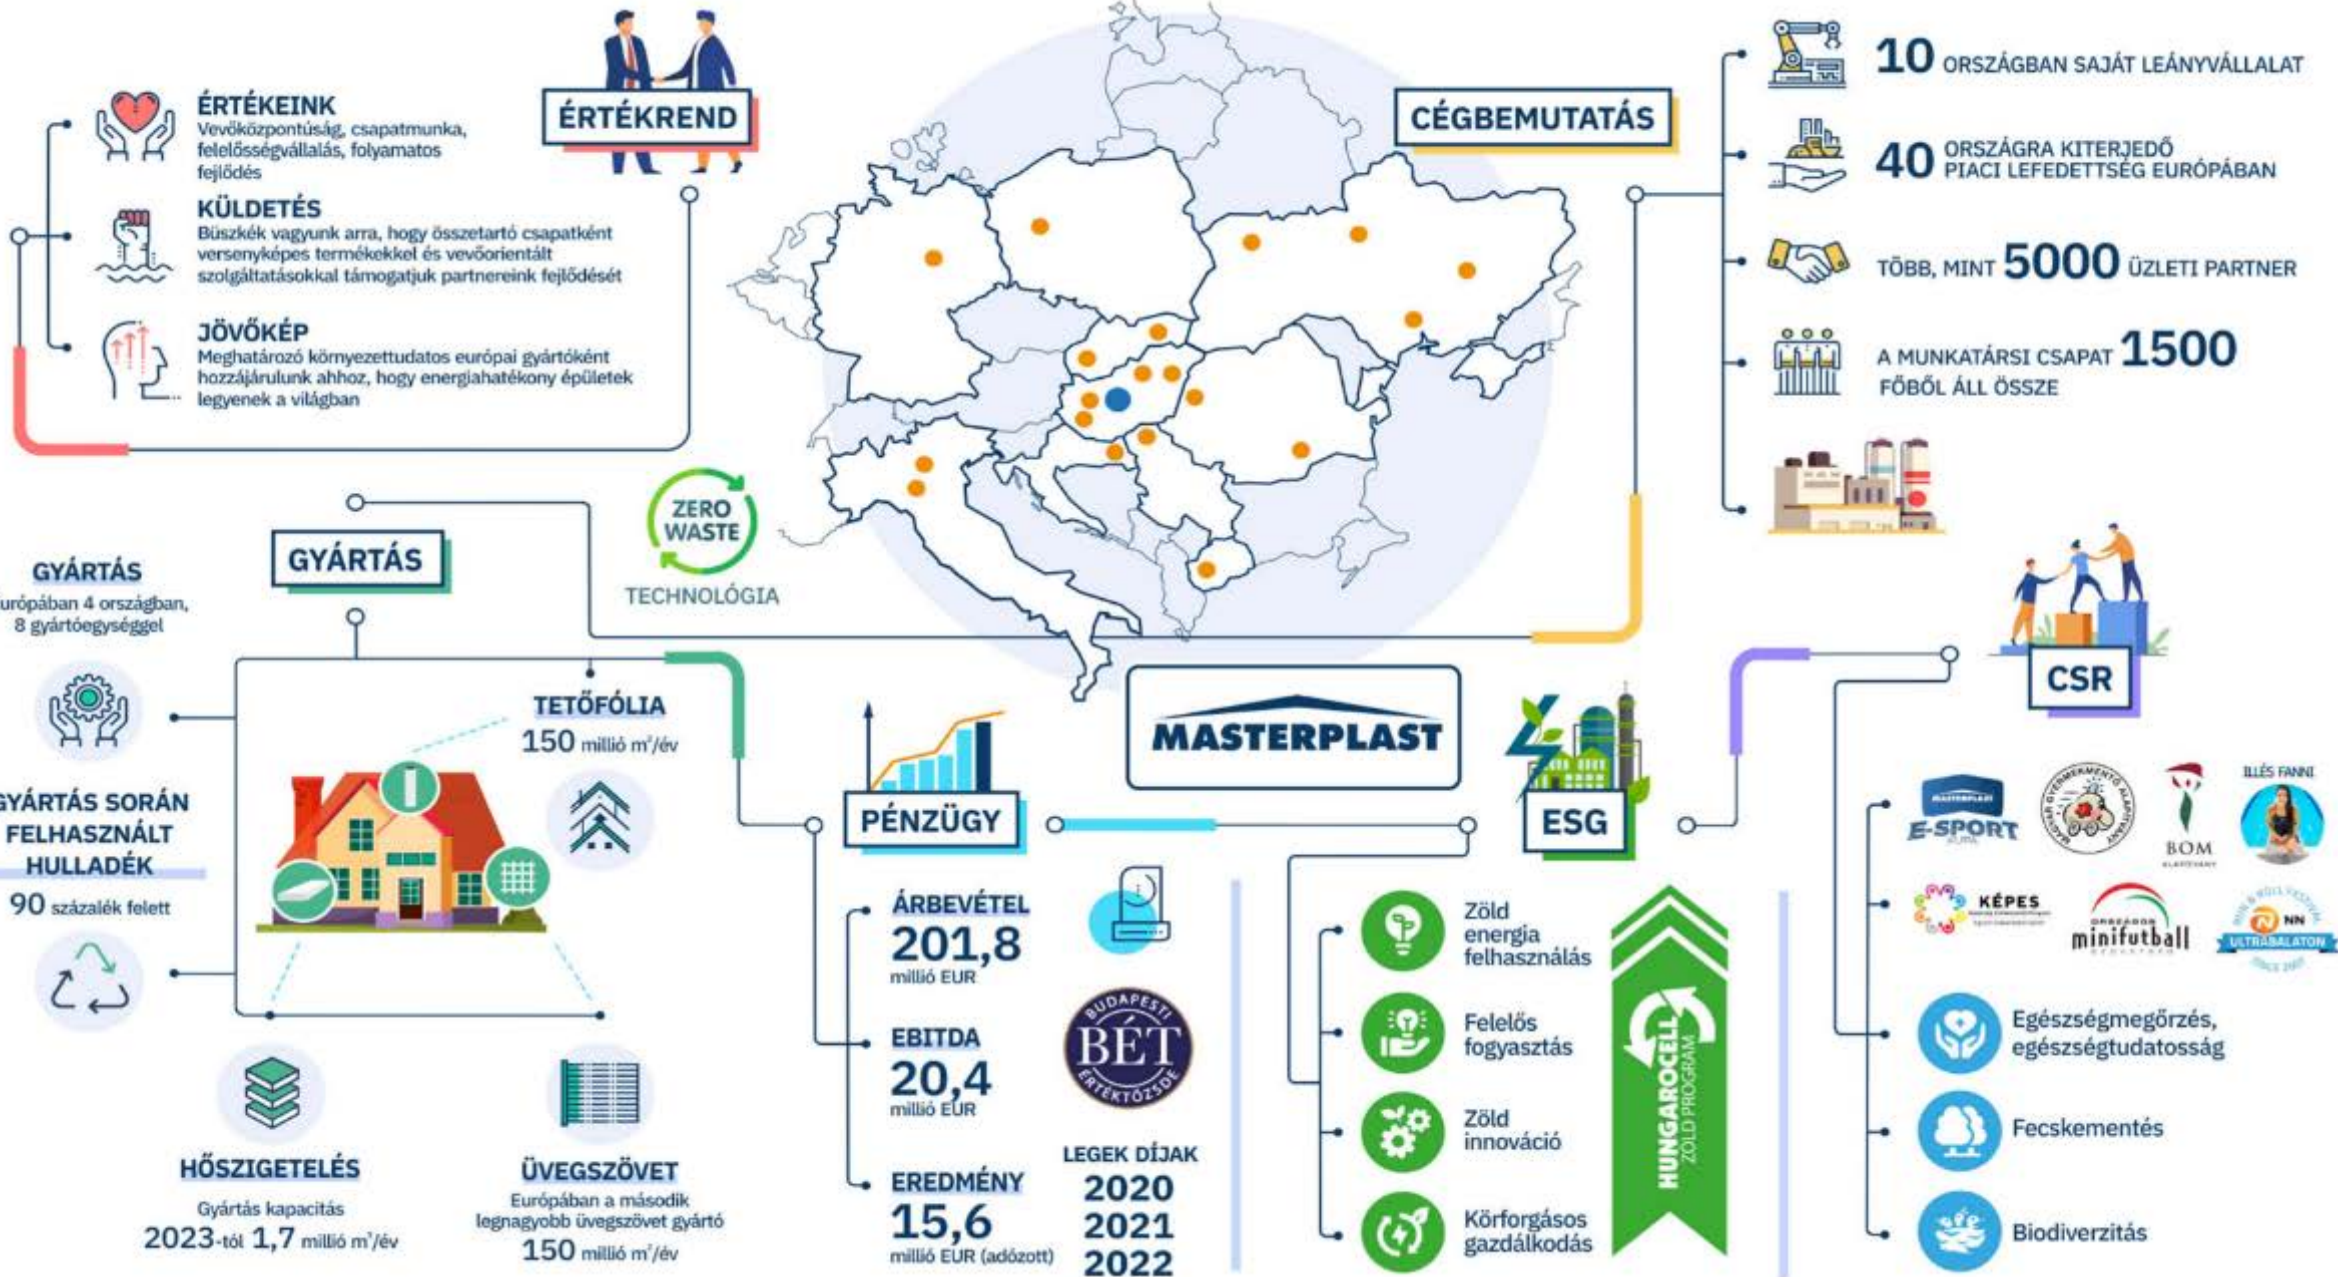 ÉRTÉKREND
ÉRTÉKEINK
Vevőközpontúság, csapatmunka,
felelősségvállalás, folyamatos
fejlődés
KÜLDETÉS
Büszkék vagyunk arra, hogy összetartó csapatként
versenyképes termékekkel és vevőorientált
szolgáltatásokkal támogatjuk partnereink fejlődését
JÖVŐKÉP
Meghatározó környezettudatos európai gyártóként
hozzájárulunk ahhoz, hogy energiahatékony épületek
legyenek a világban
CÉGBEMUTATÁS
10 ORSZÁGBAN SAJÁT LEÁNYVÁLLALAT
40 ORSZÁGRA KITERJEDŐ
PIACI LEFEDETTSÉG EURÓPÁBAN
TÖBB, MINT 5000 ÜZLETI PARTNER
A MUNKATÁRSI CSAPAT 1500
FŐBŐL ÁLL ÖSSZE
ZERO
WASTE
TECHNOLÓGIA
GYÁRTÁS
GYÁRTÁS
urópában 4 országban,
8 gyártóegységgel
GYÁRTÁS SORÁN
FELHASZNÁLT
HULLADÉK
90 százalék felett
TETŐFÓLIA
150 millió m²/év
HŐSZIGETELÉS
Gyártás kapacitás
2023-tól 1,7 millió m³/év
ÜVEGSZÖVET
Európában a második
legnagyobb üvegszövet gyártó
150 millió m²/év
MASTERPLAST
PÉNZÜGY
ÁRBEVÉTEL
201,8
millió EUR
EBITDA
20,4
millió EUR
EREDMÉNY
15,6
millió EUR (adózott)
BUDAPESTI
BÉT
ÉRTÉKTŐZSDE
LEGEK DÍJAK
2020
2021
2022
ESG
Zöld
energia
felhasználás
Felelős
fogyasztás
Zöld
innováció
Körforgásos
gazdálkodás
HUNGAROCELL
ZÖLD PROGRAM
CSR
MASTERPLAST
E-SPORT
MAGYAR GYERMEKMENTŐ ALAPÍTVÁNY
BOM
ALAPÍTVÁNY
ILLÉS FANNI
KÉPES
ORSZÁGOS
minifutball
NN
ULTRABALATON
Egészségmegőrzés,
egészségtudatosság
Fecskementés
Biodiverzitás